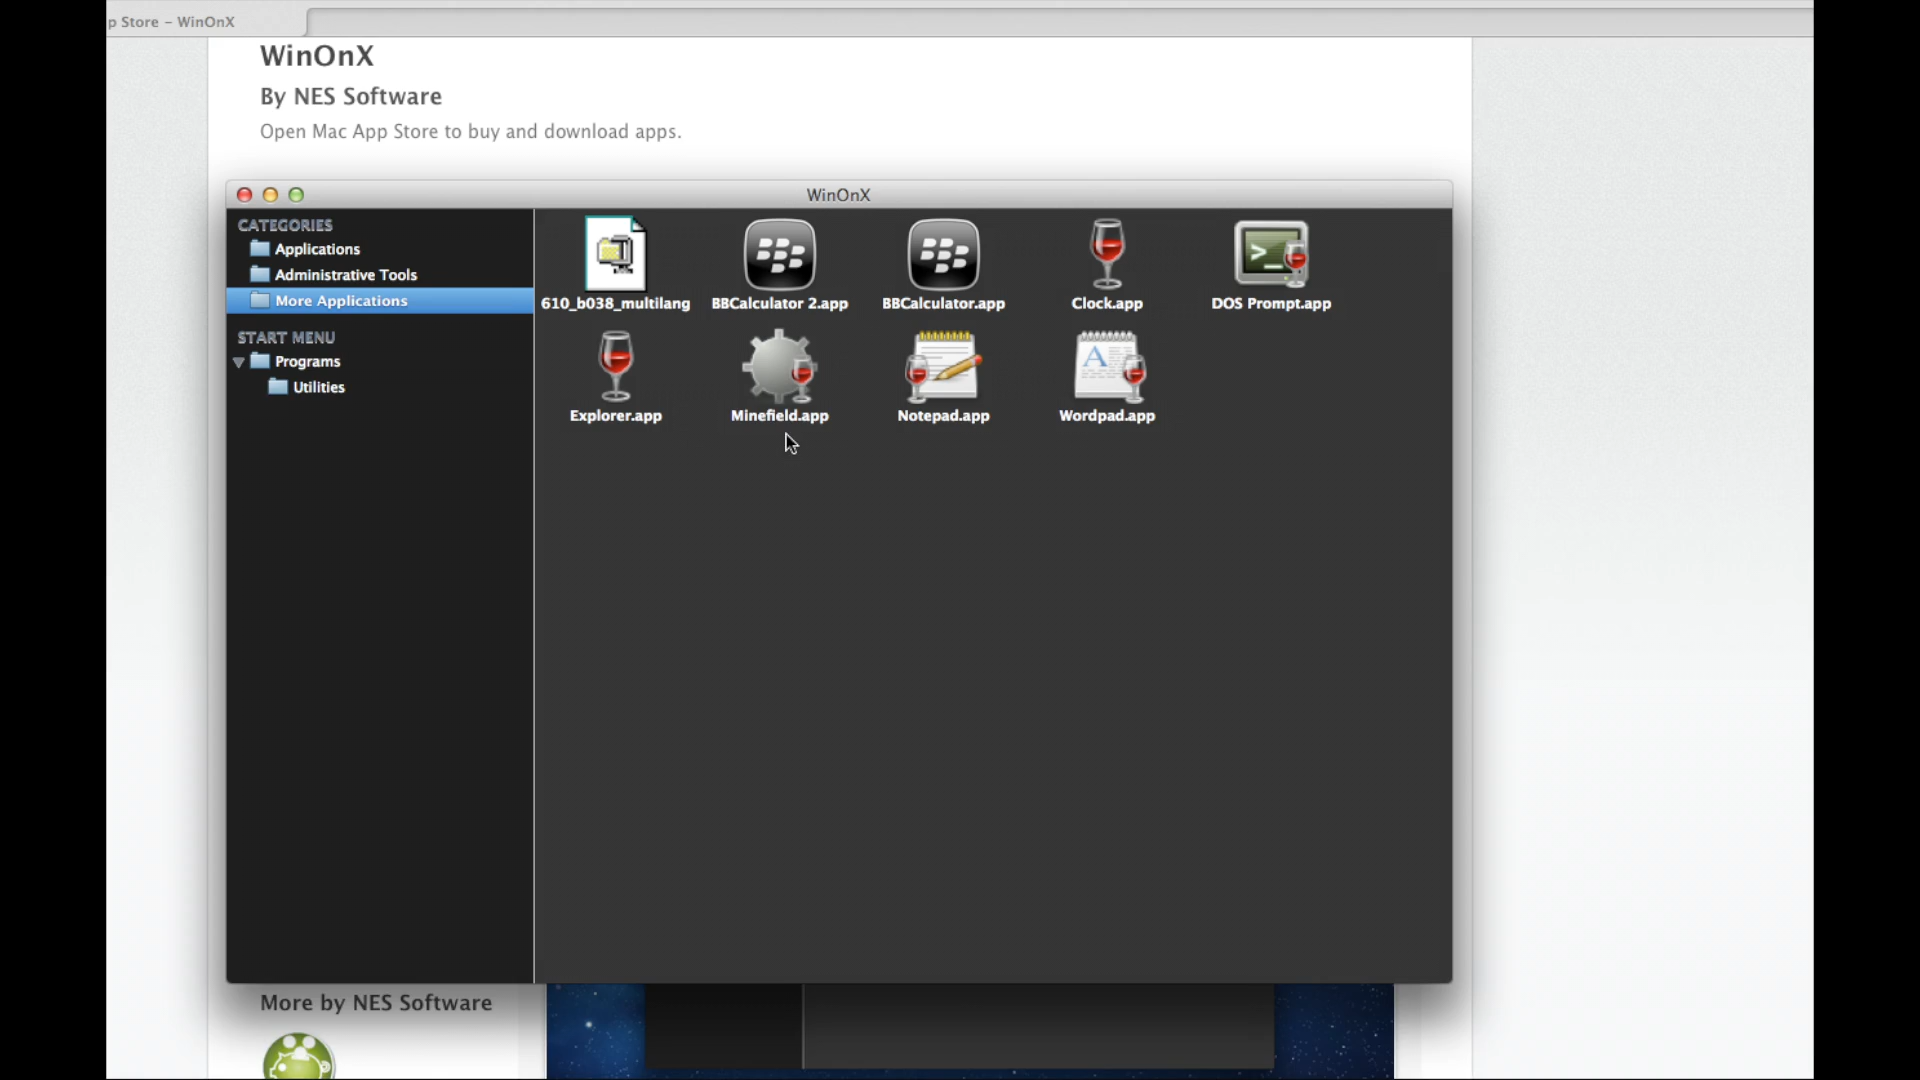 p Store – WinOnX
WinOnX
By NES Software
Open Mac App Store to buy and download apps.
WinOnX
CATEGORIES
Applications
Administrative Tools
More Applications
START MENU
Programs
Utilities
610_b038_multilang
BBCalculator 2.app
BBCalculator.app
Clock.app
DOS Prompt.app
Explorer.app
Minefield.app
Notepad.app
Wordpad.app
More by NES Software